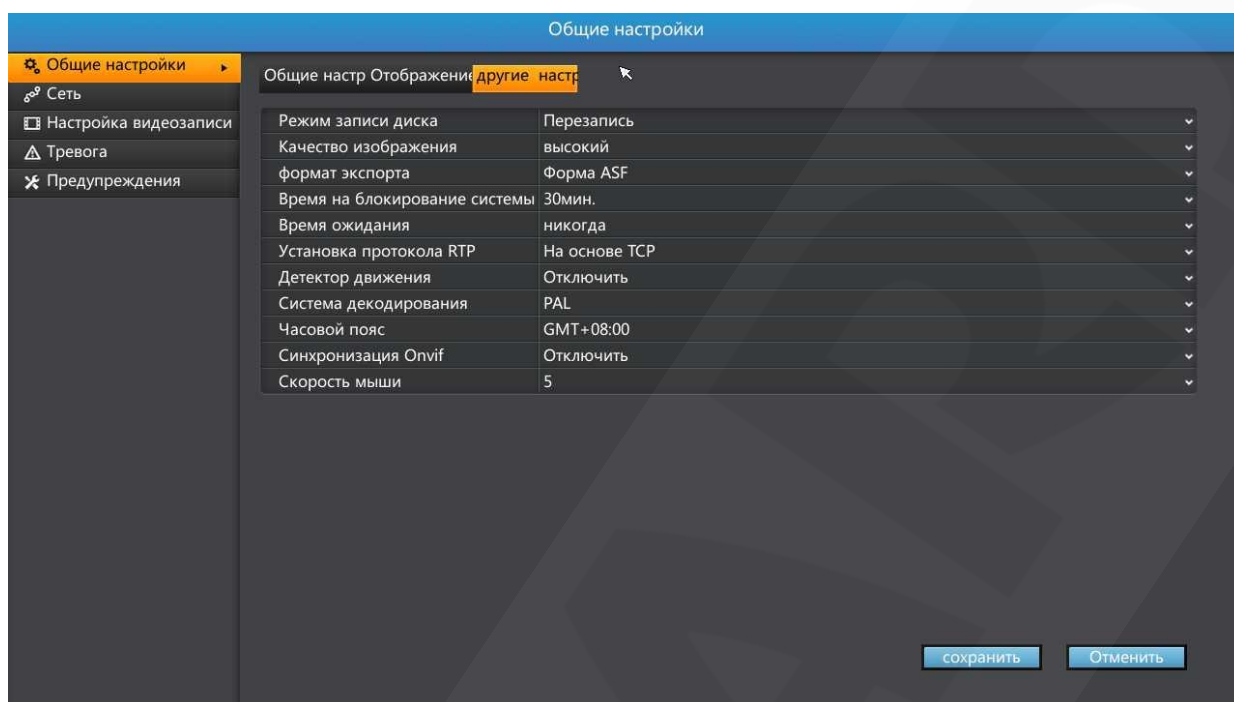 Общие настройки
Общие настройки
Сеть
Настройка видеозаписи
Тревога
Предупреждения
Общие настр Отображение другие настр
Режим записи диска Перезапись
Качество изображения высокий
формат экспорта Форма ASF
Время на блокирование системы 30мин.
Время ожидания никогда
Установка протокола RTP На основе TCP
Детектор движения Отключить
Система декодирования PAL
Часовой пояс GMT+08:00
Синхронизация Onvif Отключить
Скорость мыши 5
сохранить Отменить